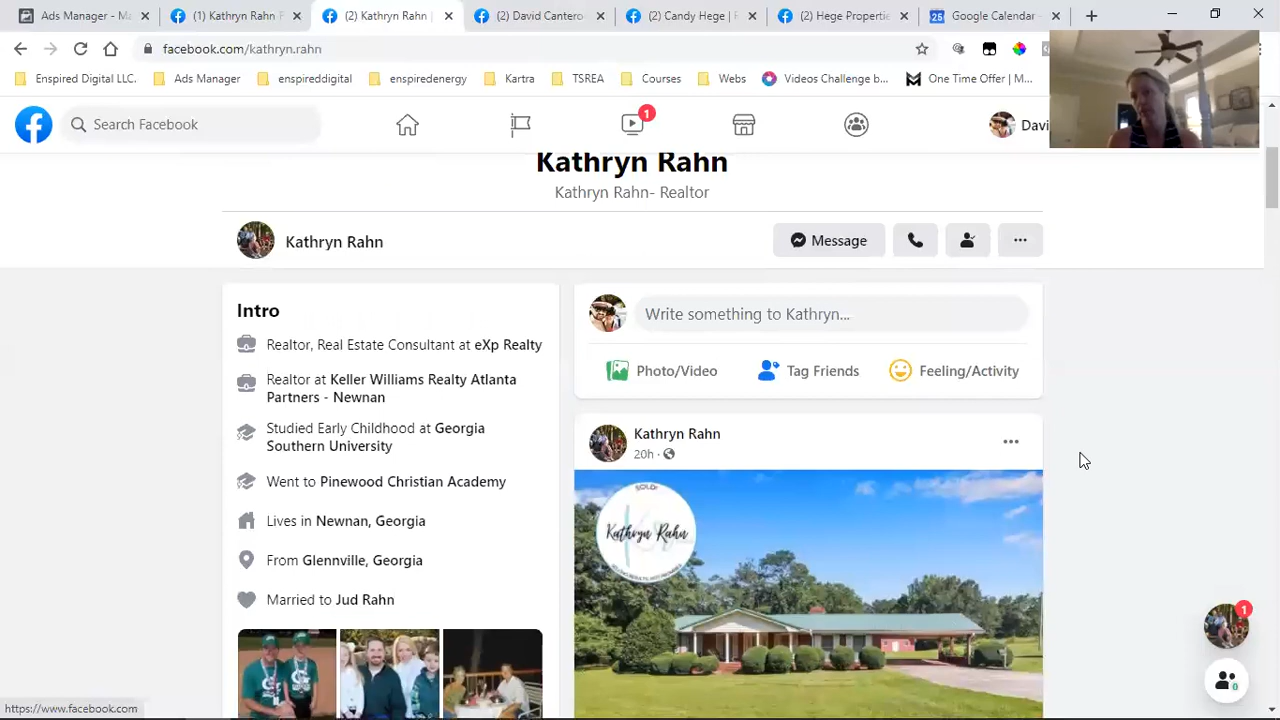 Ads Manager - Ma
(1) Kathryn Rahn F
(2) Kathryn Rahn |
(2) David Cantero
(2) Candy Hege | F
(2) Hege Propertie
Google Calendar -
facebook.com/kathryn.rahn
Enspired Digital LLC.
Ads Manager
enspireddigital
enspiredenergy
Kartra
TSREA
Courses
Webs
Videos Challenge b...
One Time Offer | M...
Search Facebook
1
Davi
Kathryn Rahn
Kathryn Rahn- Realtor
Kathryn Rahn
Message
Intro
Realtor, Real Estate Consultant at eXp Realty
Realtor at Keller Williams Realty Atlanta
Partners - Newnan
Studied Early Childhood at Georgia
Southern University
Went to Pinewood Christian Academy
Lives in Newnan, Georgia
From Glennville, Georgia
Married to Jud Rahn
Write something to Kathryn...
Photo/Video
Tag Friends
Feeling/Activity
Kathryn Rahn
20h
SOLD!
Kathryn Rahn
1
0
https://www.facebook.com